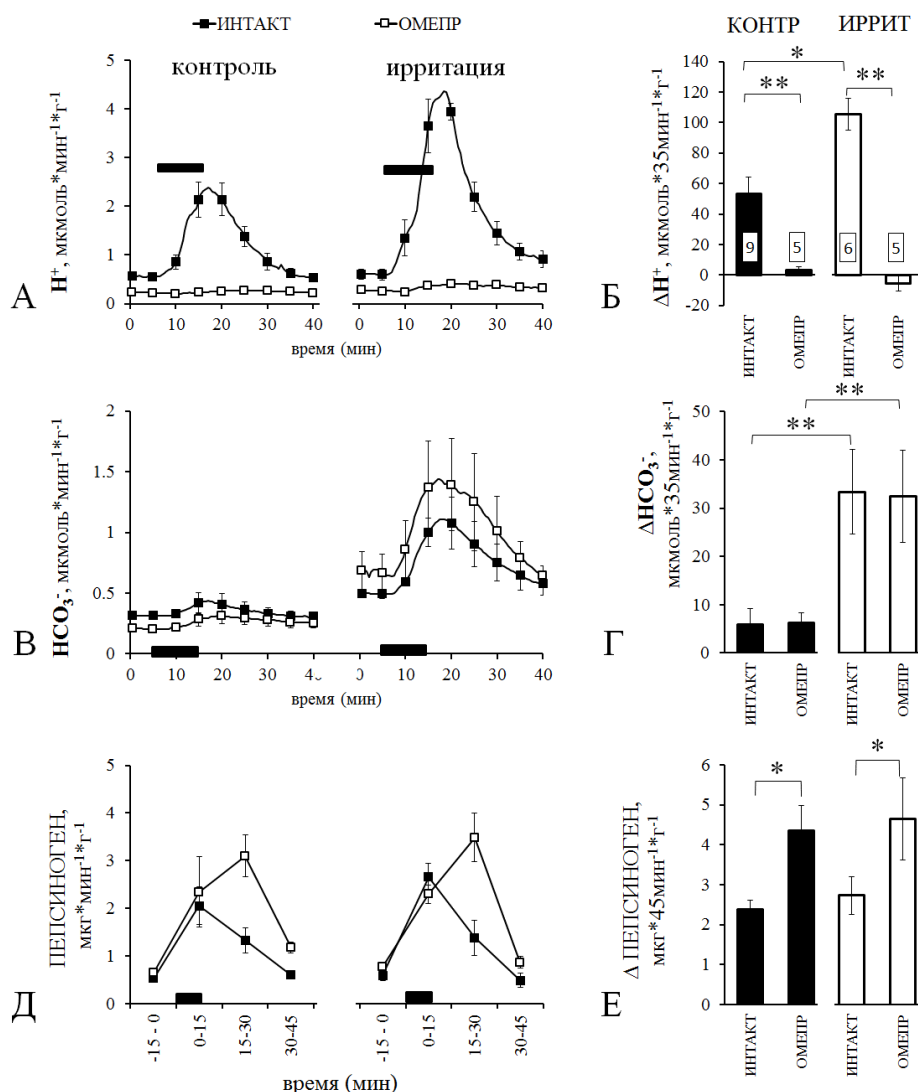 ИНТАКТ ОМЕПР
КОНТР ИРРИТ
контроль ирритация
А
H⁺, мкмоль*мин⁻¹*г⁻¹
5
4
3
2
1
0
0 10 20 30 40
0 10 20 30 40
время (мин)
время (мин)
Б
ΔH⁺, мкмоль*35мин⁻¹*г⁻¹
140
120
100
80
60
40
20
0
-20
*
** **
9 5 6 5
ИНТАКТ ОМЕПР ИНТАКТ ОМЕПР
В
HCO₃⁻, мкмоль*мин⁻¹*г⁻¹
2
1.5
1
0.5
0
0 10 20 30 40
0 10 20 30 40
время (мин)
время (мин)
Г
ΔHCO₃⁻,
мкмоль*35мин⁻¹*г⁻¹
50
40
30
20
10
0
**
**
ИНТАКТ ОМЕПР ИНТАКТ ОМЕПР
Д
ПЕПСИНОГЕН,
мкг*мин⁻¹*г⁻¹
5
4
3
2
1
0
-15 - 0 0-15 15-30 30-45
-15 - 0 0-15 15-30 30-45
время (мин)
Е
Δ ПЕПСИНОГЕН,
мкг*45мин⁻¹*г⁻¹
6
5
4
3
2
1
0
* *
ИНТАКТ ОМЕПР ИНТАКТ ОМЕПР